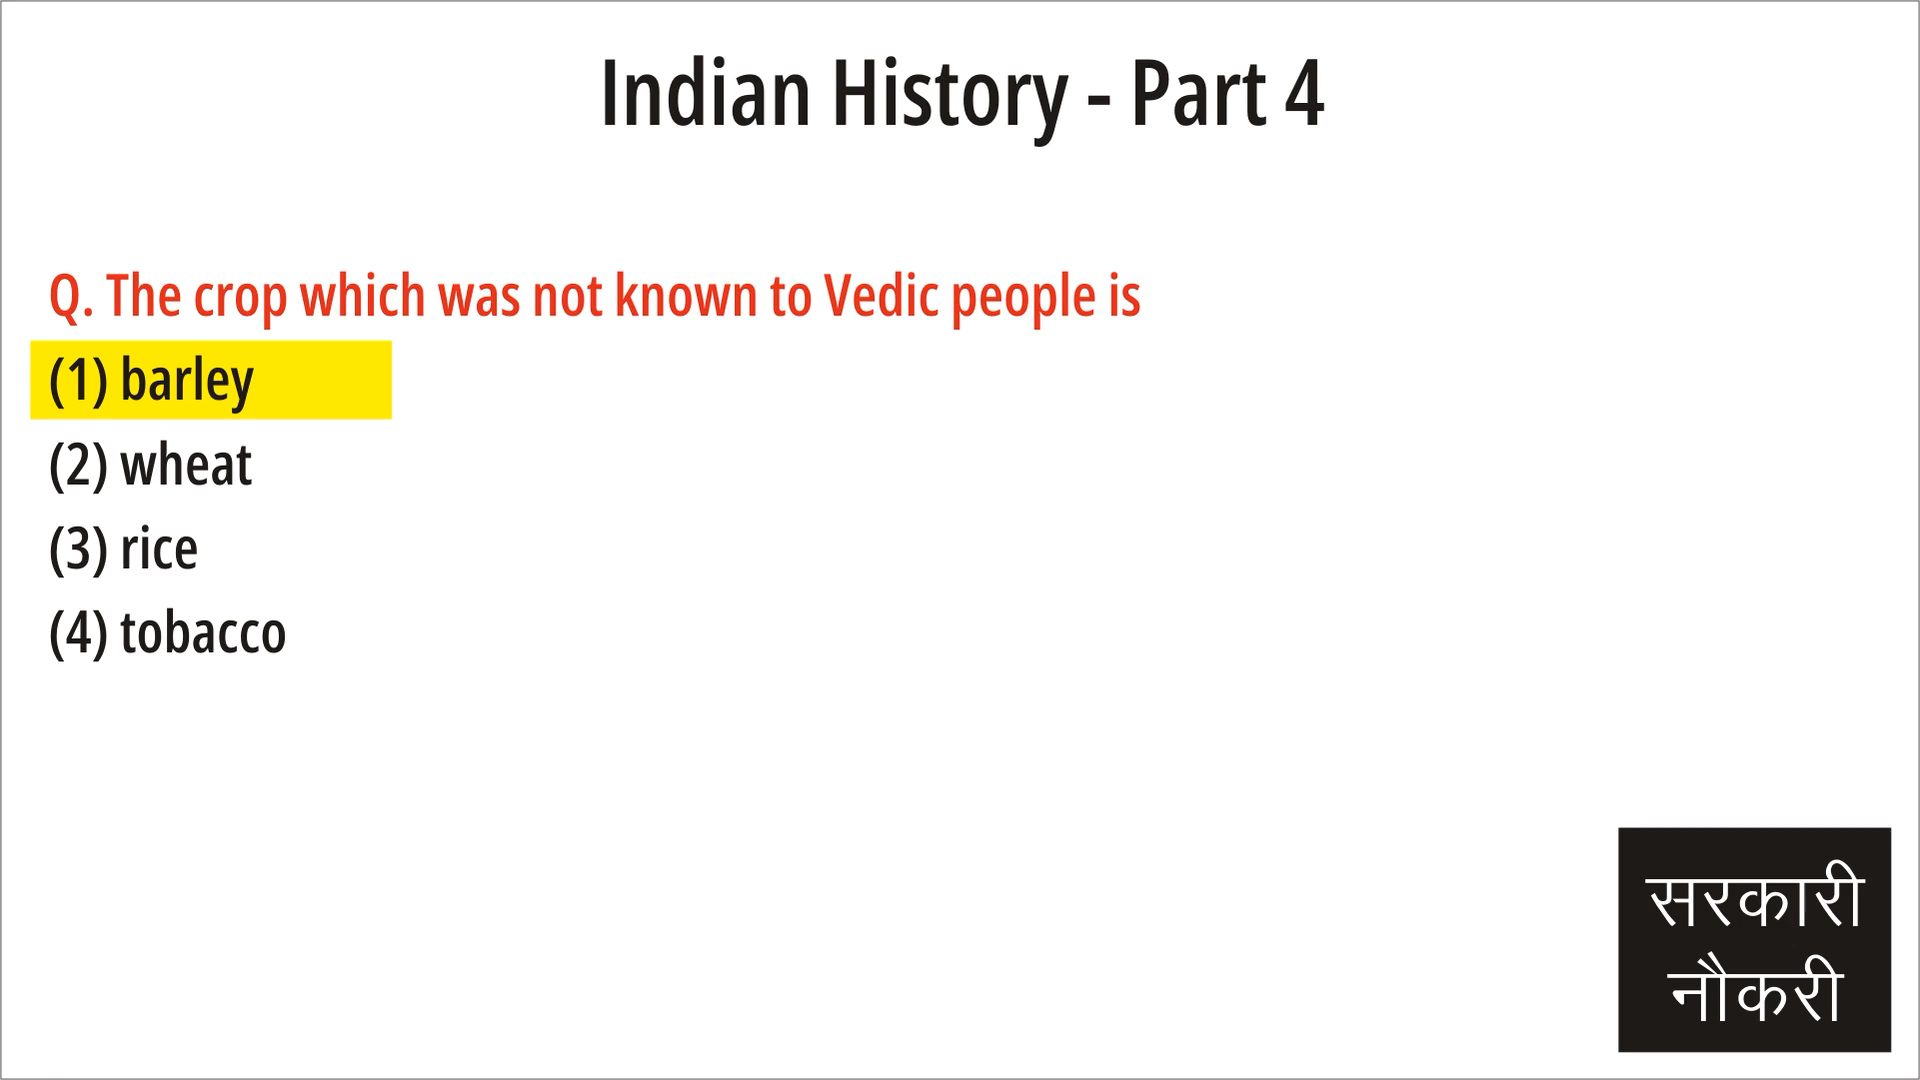 Indian History - Part 4
Q. The crop which was not known to Vedic people is
(1) barley
(2) wheat
(3) rice
(4) tobacco
सरकारी
नौकरी